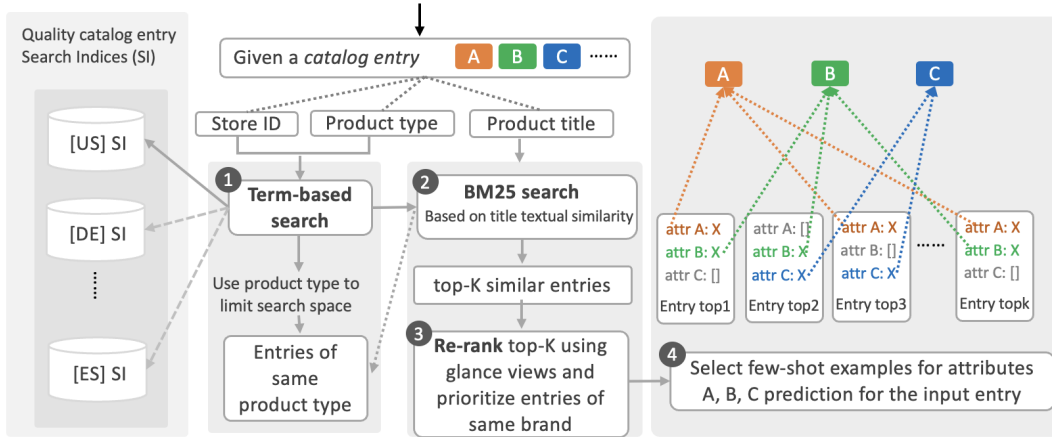 Quality catalog entry
Search Indices (SI)
[US] SI
[DE] SI
[ES] SI
Given a catalog entry A B C ......
Store ID
Product type
Product title
1
Term-based
search
Use product type to
limit search space
Entries of
same
product type
2
BM25 search
Based on title textual similarity
top-K similar entries
3
Re-rank top-K using
glance views and
prioritize entries of
same brand
A
B
C
attr A: X
attr B: X
attr C: []
Entry top1
attr A: []
attr B: X
attr C: X
Entry top2
attr A: X
attr B: []
attr C: X
Entry top3
......
attr A: X
attr B: X
attr C: []
Entry topk
4
Select few-shot examples for attributes
A, B, C prediction for the input entry